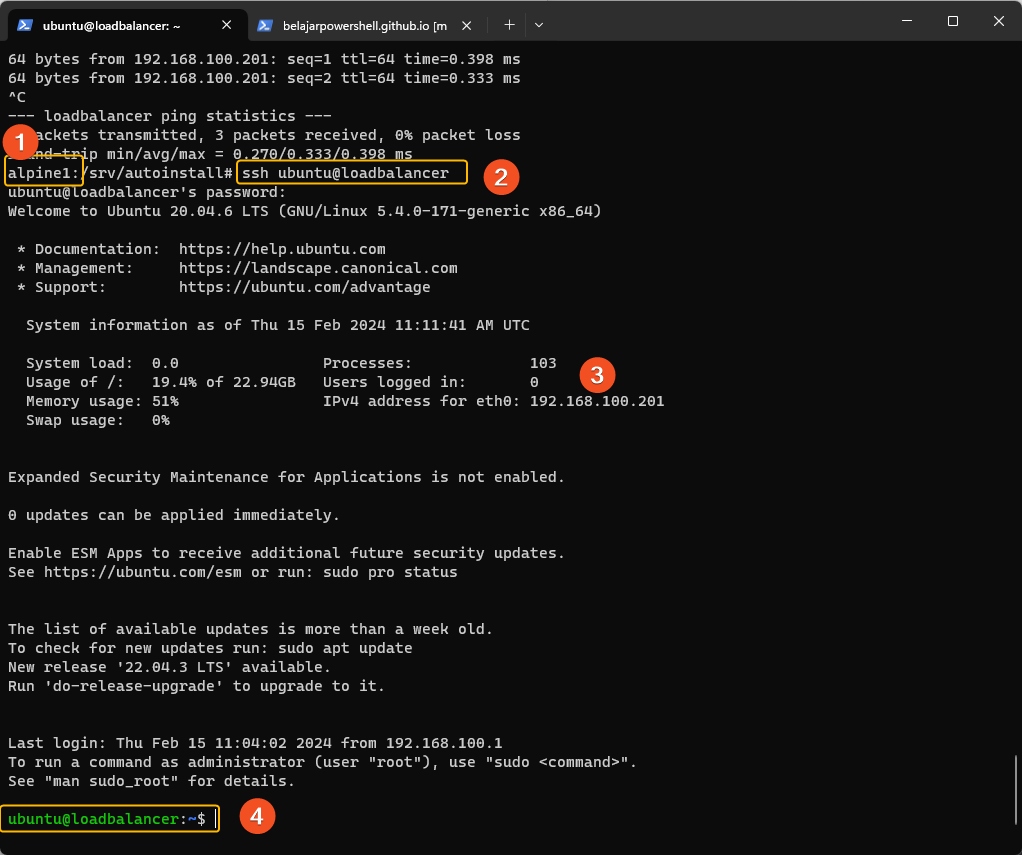 ubuntu@loadbalancer: ~
belajarpowershell.github.io [m
64 bytes from 192.168.100.201: seq=1 ttl=64 time=0.398 ms
64 bytes from 192.168.100.201: seq=2 ttl=64 time=0.333 ms
^C
--- loadbalancer ping statistics ---
1
packets transmitted, 3 packets received, 0% packet loss
round-trip min/avg/max = 0.270/0.333/0.398 ms
alpine1:/srv/autoinstall# ssh ubuntu@loadbalancer
2
ubuntu@loadbalancer's password:
Welcome to Ubuntu 20.04.6 LTS (GNU/Linux 5.4.0-171-generic x86_64)
* Documentation:  https://help.ubuntu.com
* Management:     https://landscape.canonical.com
* Support:        https://ubuntu.com/advantage
System information as of Thu 15 Feb 2024 11:11:41 AM UTC
System load:  0.0                Processes:             103
Usage of /:   19.4% of 22.94GB   Users logged in:       0
3
Memory usage: 51%                IPv4 address for eth0: 192.168.100.201
Swap usage:   0%
Expanded Security Maintenance for Applications is not enabled.
0 updates can be applied immediately.
Enable ESM Apps to receive additional future security updates.
See https://ubuntu.com/esm or run: sudo pro status
The list of available updates is more than a week old.
To check for new updates run: sudo apt update
New release '22.04.3 LTS' available.
Run 'do-release-upgrade' to upgrade to it.
Last login: Thu Feb 15 11:04:02 2024 from 192.168.100.1
To run a command as administrator (user "root"), use "sudo <command>".
See "man sudo_root" for details.
ubuntu@loadbalancer:~$
4